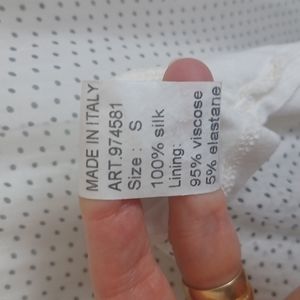 MADE IN ITALY
ART.974581
Size : S
100% silk
Lining:
95% viscose
5% elastane